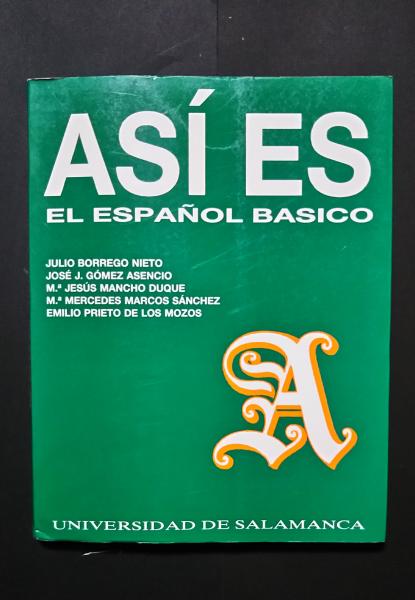 ASÍ ES
EL ESPAÑOL BASICO
JULIO BORREGO NIETO
JOSÉ J. GÓMEZ ASENCIO
M.ª JESÚS MANCHO DUQUE
M.ª MERCEDES MARCOS SÁNCHEZ
EMILIO PRIETO DE LOS MOZOS
A
UNIVERSIDAD DE SALAMANCA